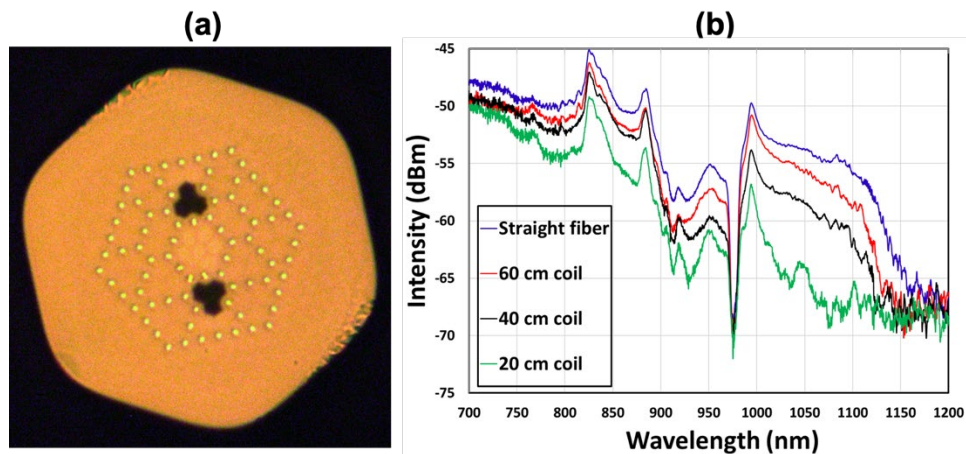 (a)
(b)
-45
-50
-55
-60
-65
-70
-75
Intensity (dBm)
Straight fiber
60 cm coil
40 cm coil
20 cm coil
700 750 800 850 900 950 1000 1050 1100 1150 1200
Wavelength (nm)